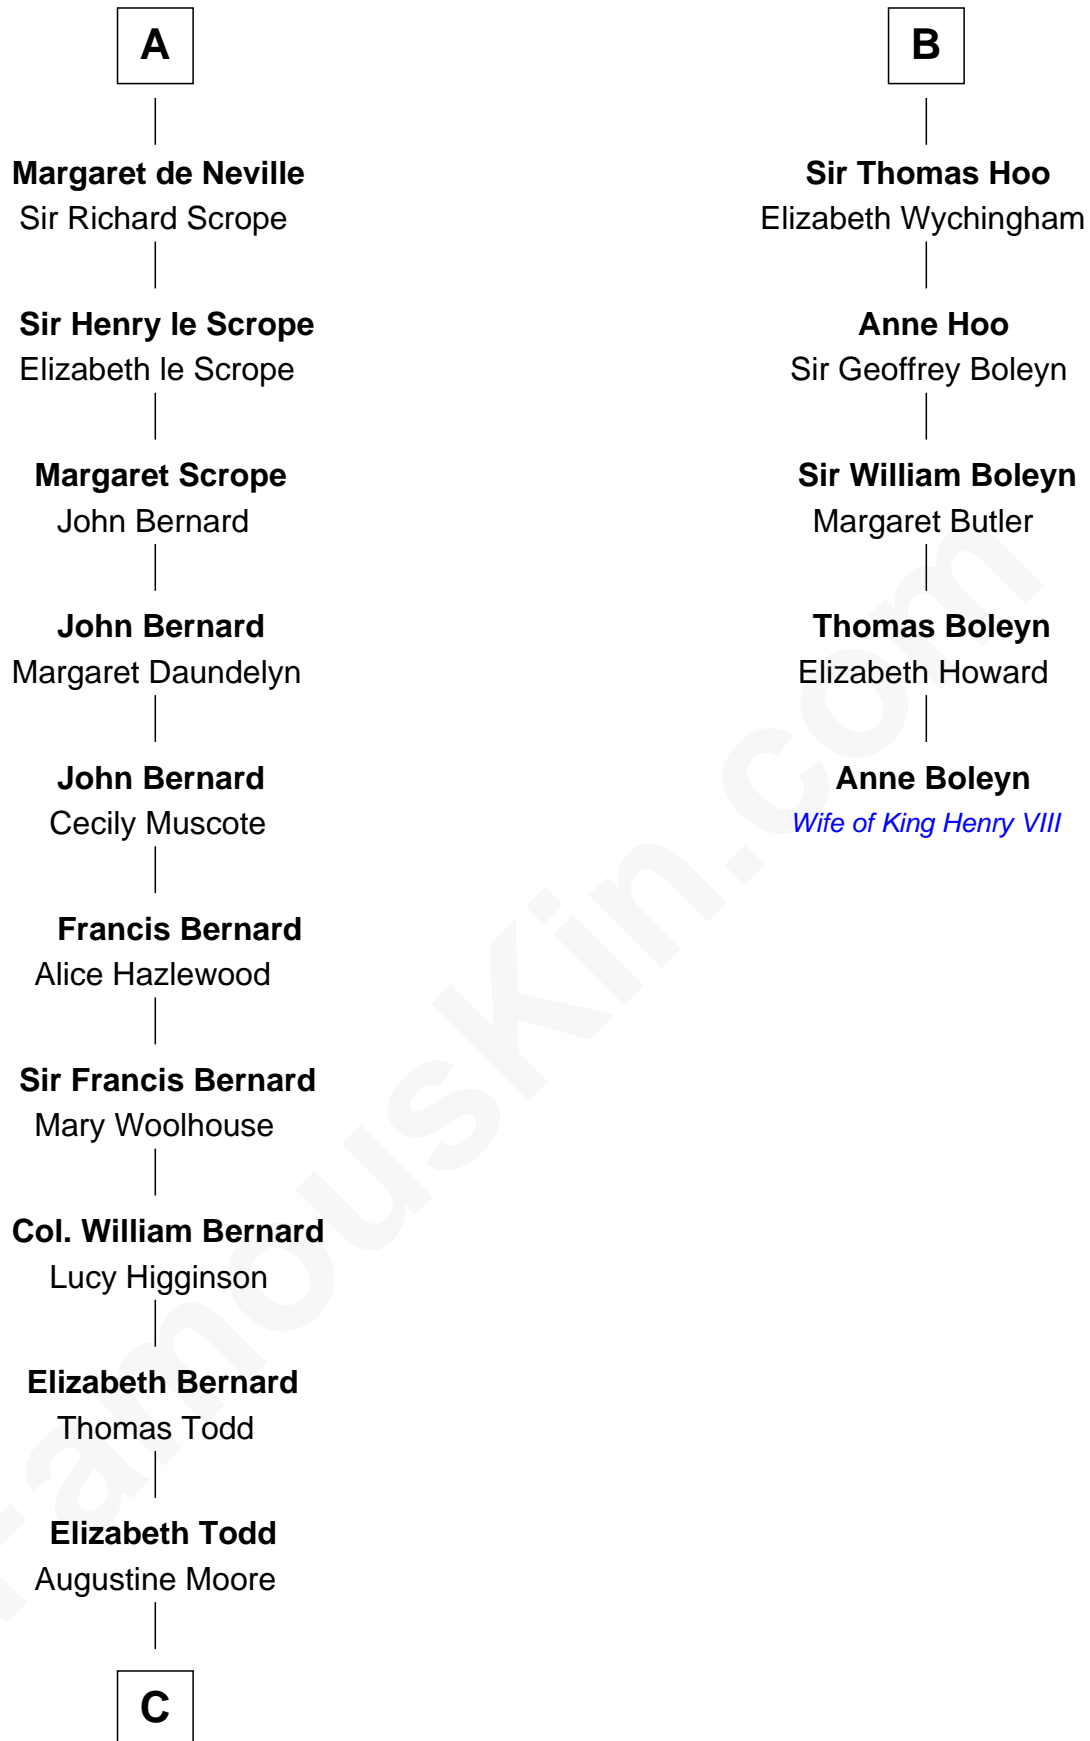 A
Margaret de Neville
Sir Richard Scrope
Sir Henry le Scrope
Elizabeth le Scrope
Margaret Scrope
John Bernard
John Bernard
Margaret Daundelyn
John Bernard
Cecily Muscote
Francis Bernard
Alice Hazlewood
Sir Francis Bernard
Mary Woolhouse
Col. William Bernard
Lucy Higginson
Elizabeth Bernard
Thomas Todd
Elizabeth Todd
Augustine Moore
C
B
Sir Thomas Hoo
Elizabeth Wychingham
Anne Hoo
Sir Geoffrey Boleyn
Sir William Boleyn
Margaret Butler
Thomas Boleyn
Elizabeth Howard
Anne Boleyn
Wife of King Henry VIII
FamousKin.com